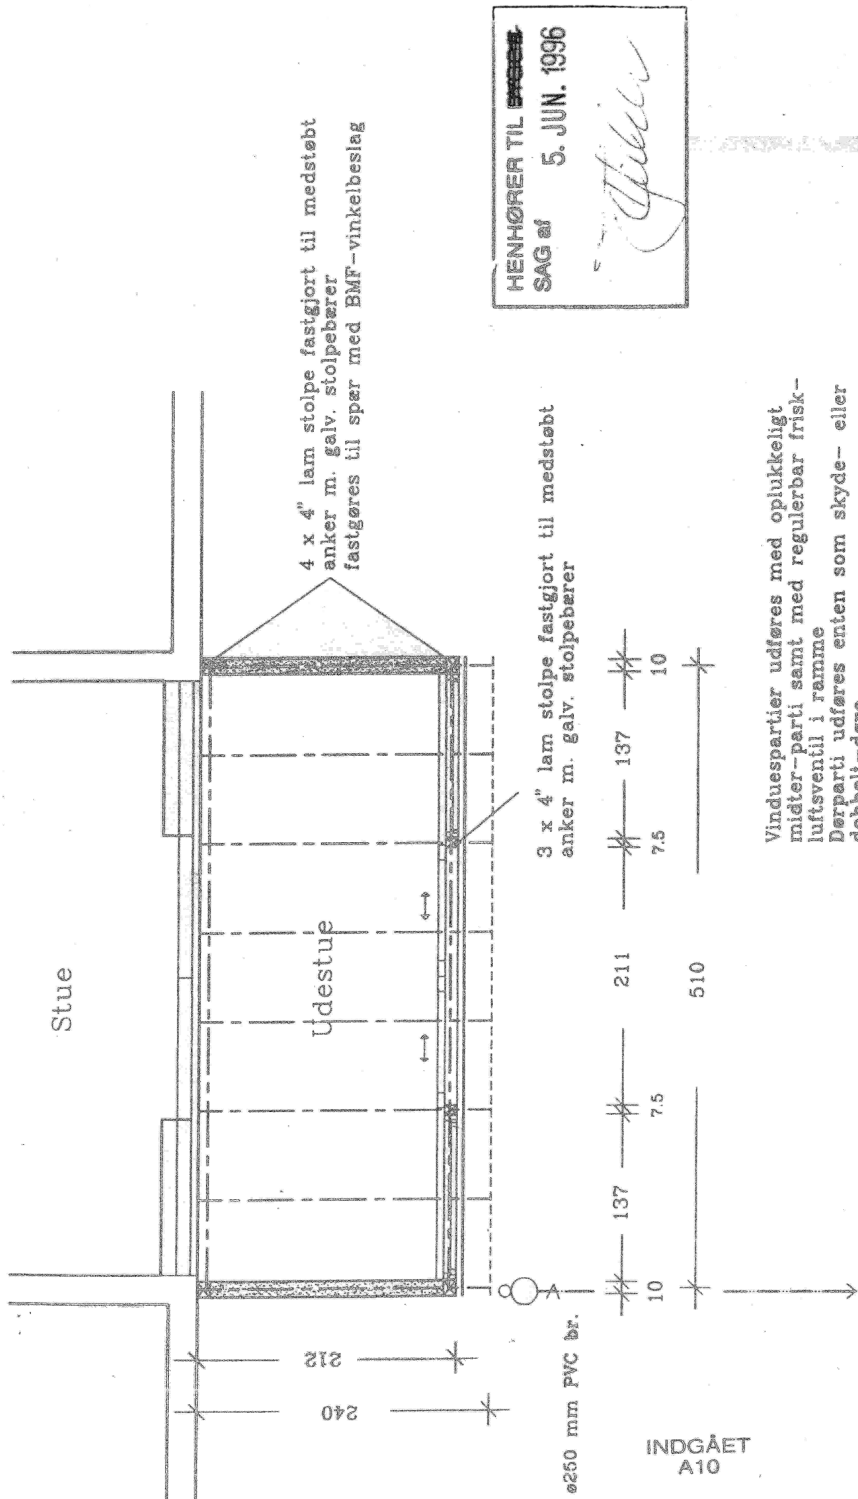 Stue
Udestue
4 x 4" lam stolpe fastgjort til medstøbt
anker m. galv. stolpebærer
fastgøres til spær med BMF-vinkelbeslag
HENHØRER TIL
SAG af 5. JUN. 1996
3 x 4" lam stolpe fastgjort til medstøbt
anker m. galv. stolpebærer
212
240
ø250 mm PVC br.
10
137
7.5
211
7.5
137
10
510
Vinduespartier udføres med oplukkeligt
midter-parti samt med regulerbar frisk-
luftsventil i ramme
Dørparti udføres enten som skyde- eller
INDGÅET
A10